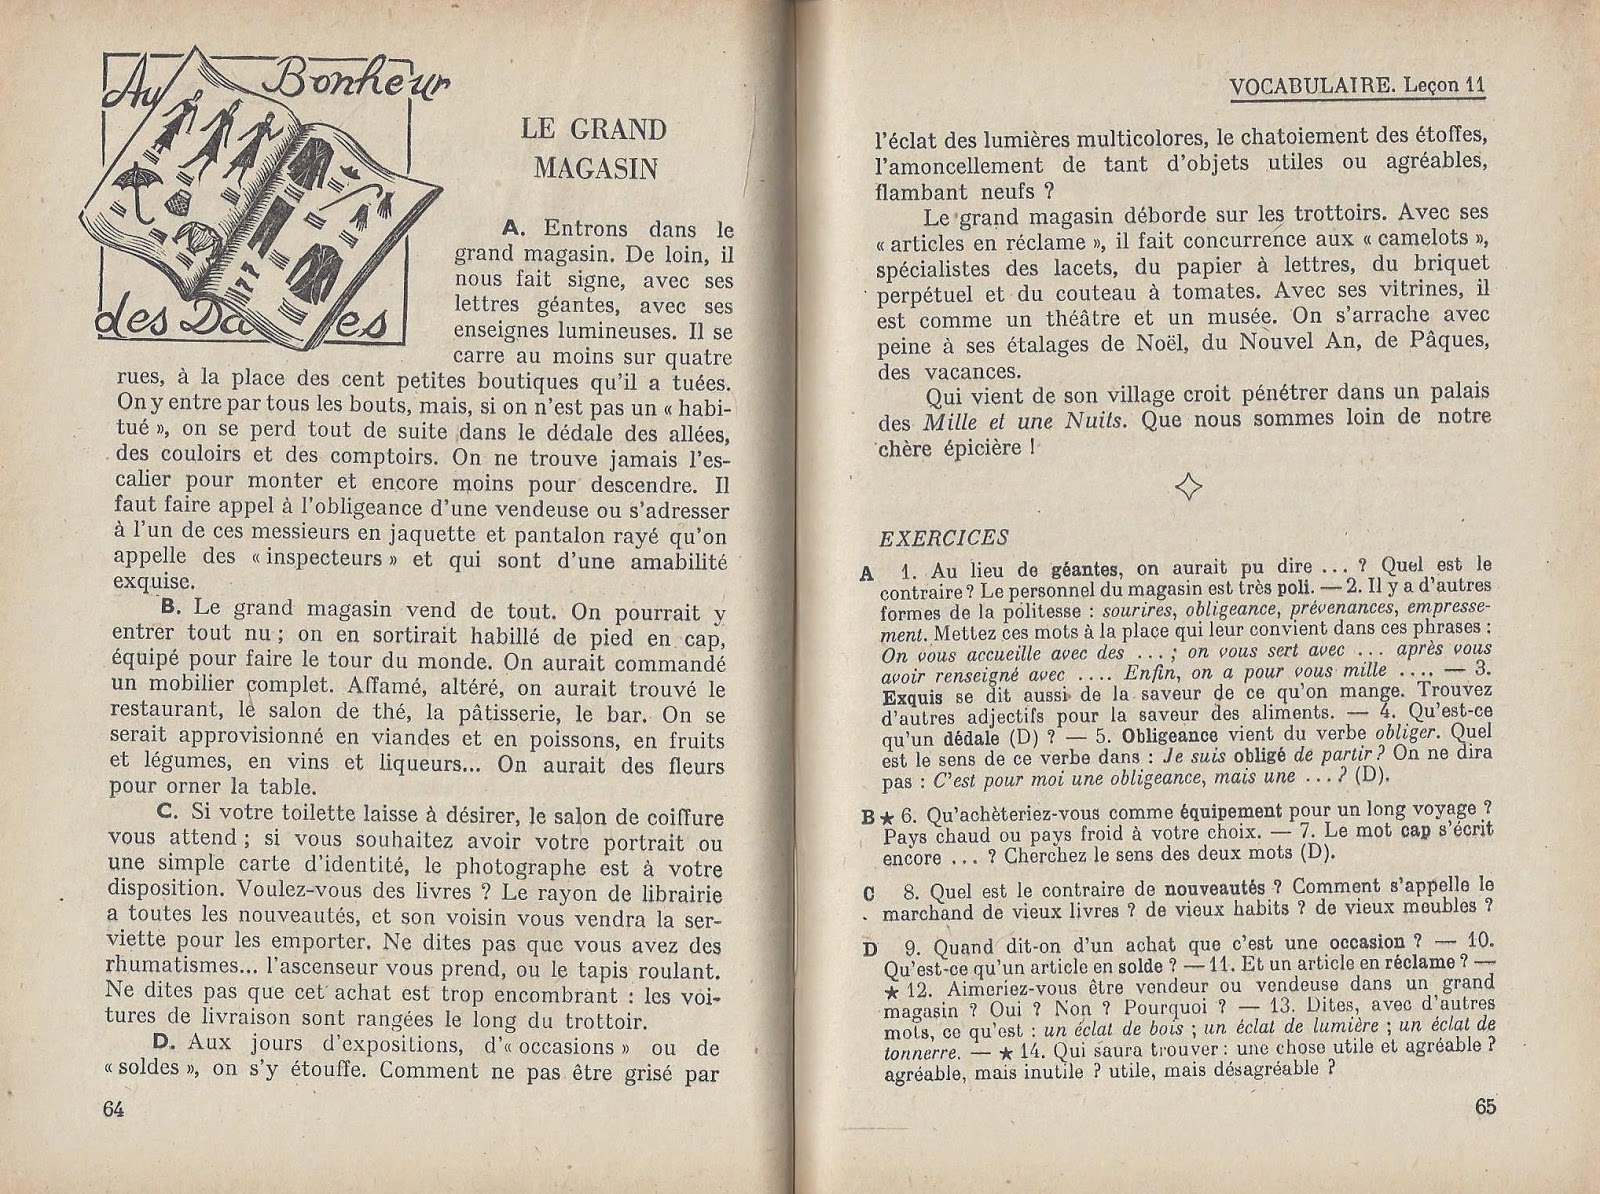 Au Bonheur
des Da es
LE GRAND
MAGASIN
A. Entrons dans le
grand magasin. De loin, il
nous fait signe, avec ses
lettres géantes, avec ses
enseignes lumineuses. Il se
carre au moins sur quatre
rues, à la place des cent petites boutiques qu'il a tuées.
On y entre par tous les bouts, mais, si on n'est pas un « habi-
tué », on se perd tout de suite dans le dédale des allées,
des couloirs et des comptoirs. On ne trouve jamais l'es-
calier pour monter et encore moins pour descendre. Il
faut faire appel à l'obligeance d'une vendeuse ou s'adresser
à l'un de ces messieurs en jaquette et pantalon rayé qu'on
appelle des « inspecteurs » et qui sont d'une amabilité
exquise.
B. Le grand magasin vend de tout. On pourrait y
entrer tout nu ; on en sortirait habillé de pied en cap,
équipé pour faire le tour du monde. On aurait commandé
un mobilier complet. Affamé, altéré, on aurait trouvé le
restaurant, le salon de thé, la pâtisserie, le bar. On se
serait approvisionné en viandes et en poissons, en fruits
et légumes, en vins et liqueurs... On aurait des fleurs
pour orner la table.
C. Si votre toilette laisse à désirer, le salon de coiffure
vous attend ; si vous souhaitez avoir votre portrait ou
une simple carte d'identité, le photographe est à votre
disposition. Voulez-vous des livres ? Le rayon de librairie
a toutes les nouveautés, et son voisin vous vendra la ser-
viette pour les emporter. Ne dites pas que vous avez des
rhumatismes... l'ascenseur vous prend, ou le tapis roulant.
Ne dites pas que cet achat est trop encombrant : les voi-
tures de livraison sont rangées le long du trottoir.
D. Aux jours d'expositions, d'« occasions » ou de
« soldes », on s'y étouffe. Comment ne pas être grisé par
64
VOCABULAIRE. Leçon 11
l'éclat des lumières multicolores, le chatoiement des étoffes,
l'amoncellement de tant d'objets utiles ou agréables,
flambant neufs ?
Le grand magasin déborde sur les trottoirs. Avec ses
« articles en réclame », il fait concurrence aux « camelots »,
spécialistes des lacets, du papier à lettres, du briquet
perpétuel et du couteau à tomates. Avec ses vitrines, il
est comme un théâtre et un musée. On s'arrache avec
peine à ses étalages de Noël, du Nouvel An, de Pâques,
des vacances.
Qui vient de son village croit pénétrer dans un palais
des Mille et une Nuits. Que nous sommes loin de notre
chère épicière !
EXERCICES
A 1. Au lieu de géantes, on aurait pu dire ... ? Quel est le
contraire ? Le personnel du magasin est très poli. — 2. Il y a d'autres
formes de la politesse : sourires, obligeance, prévenances, empresse-
ment. Mettez ces mots à la place qui leur convient dans ces phrases :
On vous accueille avec des ... ; on vous sert avec ... après vous
avoir renseigné avec .... Enfin, on a pour vous mille .... — 3.
Exquis se dit aussi de la saveur de ce qu'on mange. Trouvez
d'autres adjectifs pour la saveur des aliments. — 4. Qu'est-ce
qu'un dédale (D) ? — 5. Obligeance vient du verbe obliger. Quel
est le sens de ce verbe dans : Je suis obligé de partir ? On ne dira
pas : C'est pour moi une obligeance, mais une ... ? (D).
B ★ 6. Qu'achèteriez-vous comme équipement pour un long voyage ?
Pays chaud ou pays froid à votre choix. — 7. Le mot cap s'écrit
encore ... ? Cherchez le sens des deux mots (D).
C 8. Quel est le contraire de nouveautés ? Comment s'appelle le
marchand de vieux livres ? de vieux habits ? de vieux meubles ?
D 9. Quand dit-on d'un achat que c'est une occasion ? — 10.
Qu'est-ce qu'un article en solde ? — 11. Et un article en réclame ? —
★ 12. Aimeriez-vous être vendeur ou vendeuse dans un grand
magasin ? Oui ? Non ? Pourquoi ? — 13. Dites, avec d'autres
mots, ce qu'est : un éclat de bois ; un éclat de lumière ; un éclat de
tonnerre. — ★ 14. Qui saura trouver : une chose utile et agréable ?
agréable, mais inutile ? utile, mais désagréable ?
65